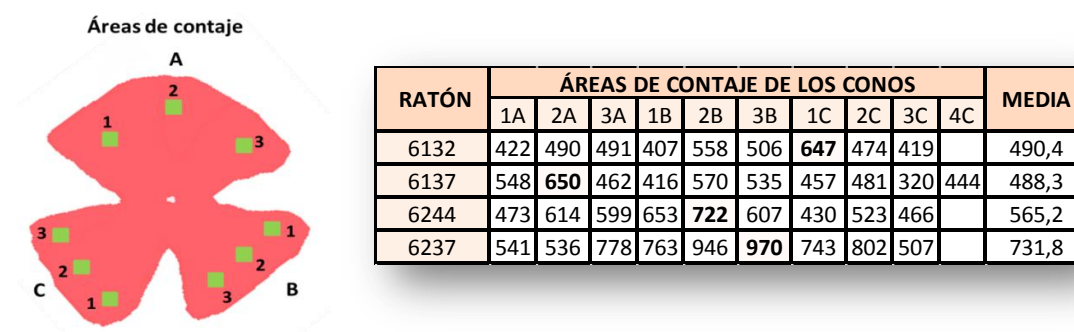 Áreas de contaje
A
2
1
3
3
2
1
C
1
2
3
B
RATÓN ÁREAS DE CONTAJE DE LOS CONOS MEDIA
1A 2A 3A 1B 2B 3B 1C 2C 3C 4C
6132 422 490 491 407 558 506 647 474 419 490,4
6137 548 650 462 416 570 535 457 481 320 444 488,3
6244 473 614 599 653 722 607 430 523 466 565,2
6237 541 536 778 763 946 970 743 802 507 731,8